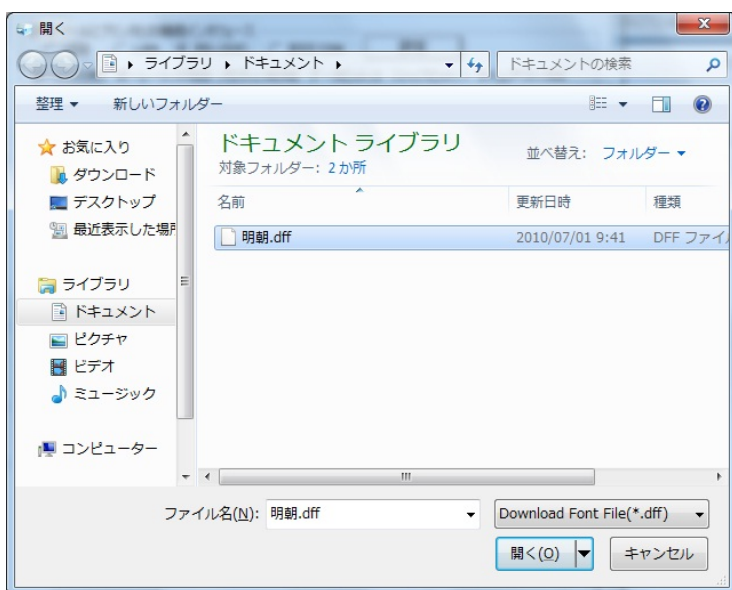 開く
ライブラリ ドキュメント
ドキュメントの検索
整理 新しいフォルダー
お気に入り
ダウンロード
デスクトップ
最近表示した場所
ライブラリ
ドキュメント
ピクチャ
ビデオ
ミュージック
コンピューター
ドキュメント ライブラリ
対象フォルダー: 2 か所
並べ替え: フォルダー
名前 更新日時 種類
明朝.dff 2010/07/01 9:41 DFF ファイル
ファイル名(N): 明朝.dff Download Font File(*.dff)
開く(O) キャンセル